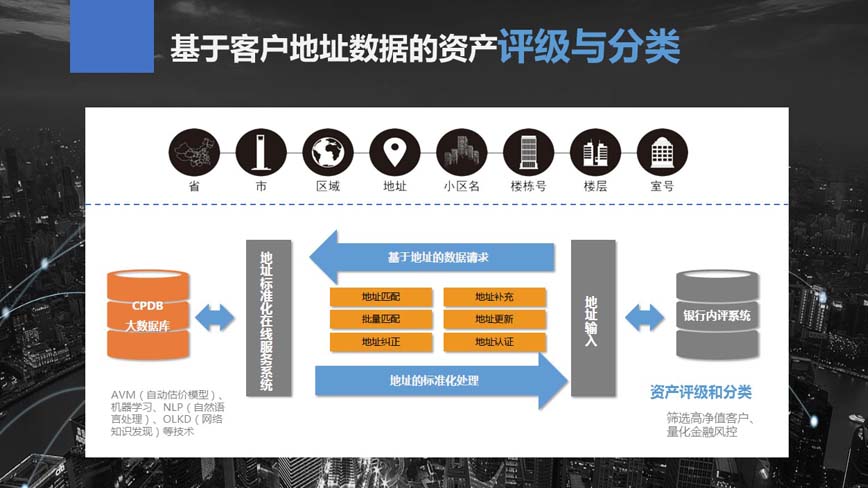 基于客户地址数据的资产评级与分类
省 市 区域 地址 小区名 楼栋号 楼层 室号
CPDB
大数据库
AVM（自动估价模型）、
机器学习、NLP（自然语
言处理）、OLKD（网络
知识发现）等技术
地址标准化在线服务系统
基于地址的数据请求
地址匹配 地址补充
批量匹配 地址更新
地址纠正 地址认证
地址的标准化处理
地址输入
银行内评系统
资产评级和分类
筛选高净值客户、
量化金融风控